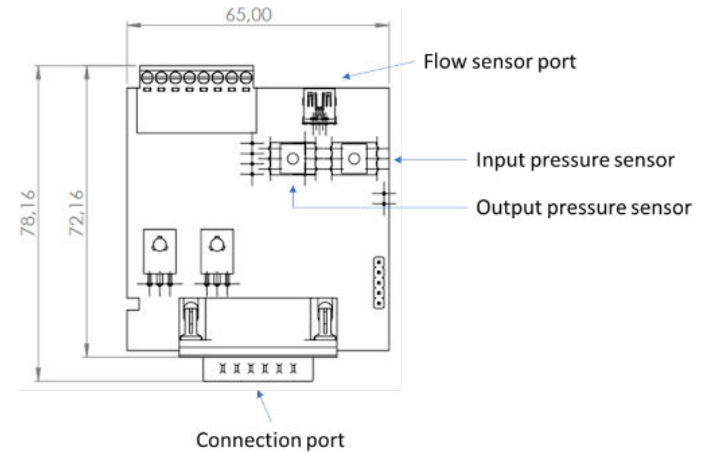 65,00
Flow sensor port
Input pressure sensor
Output pressure sensor
78,16
72,16
Connection port